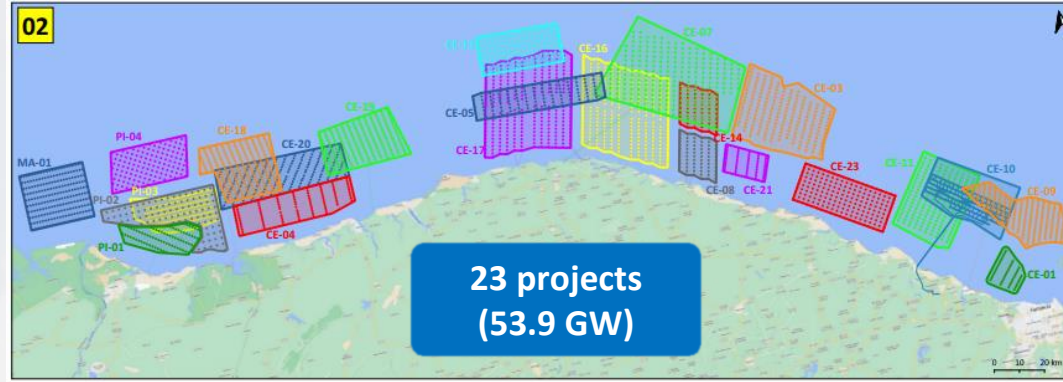 02
CE-16
CE-07
CE-03
CE-05
CE-19
CE-18
PI-04
CE-20
MA-01
CE-17
CE-14
CE-23
CE-11
CE-10
CE-08
CE-21
PI-03
PI-02
CE-09
CE-04
PI-01
CE-01
23 projects
(53.9 GW)
0 10 20 km